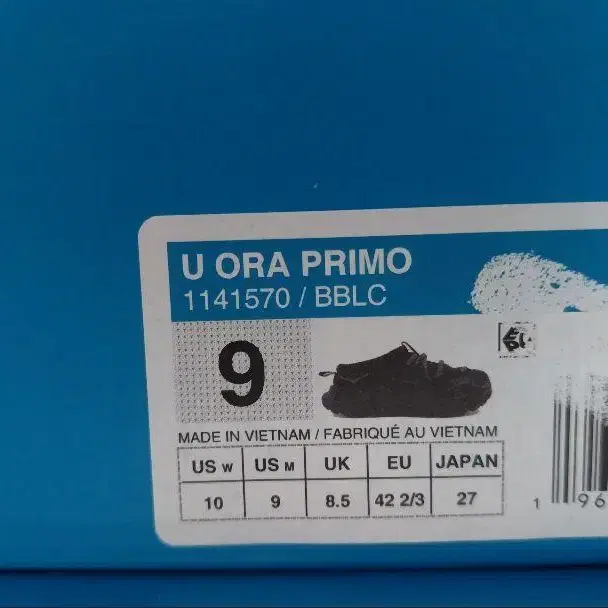 U ORA PRIMO
1141570 / BBLC
9
MADE IN VIETNAM / FABRIQUÉ AU VIETNAM
US W US M UK EU JAPAN
10 9 8.5 42 2/3 27
1 96